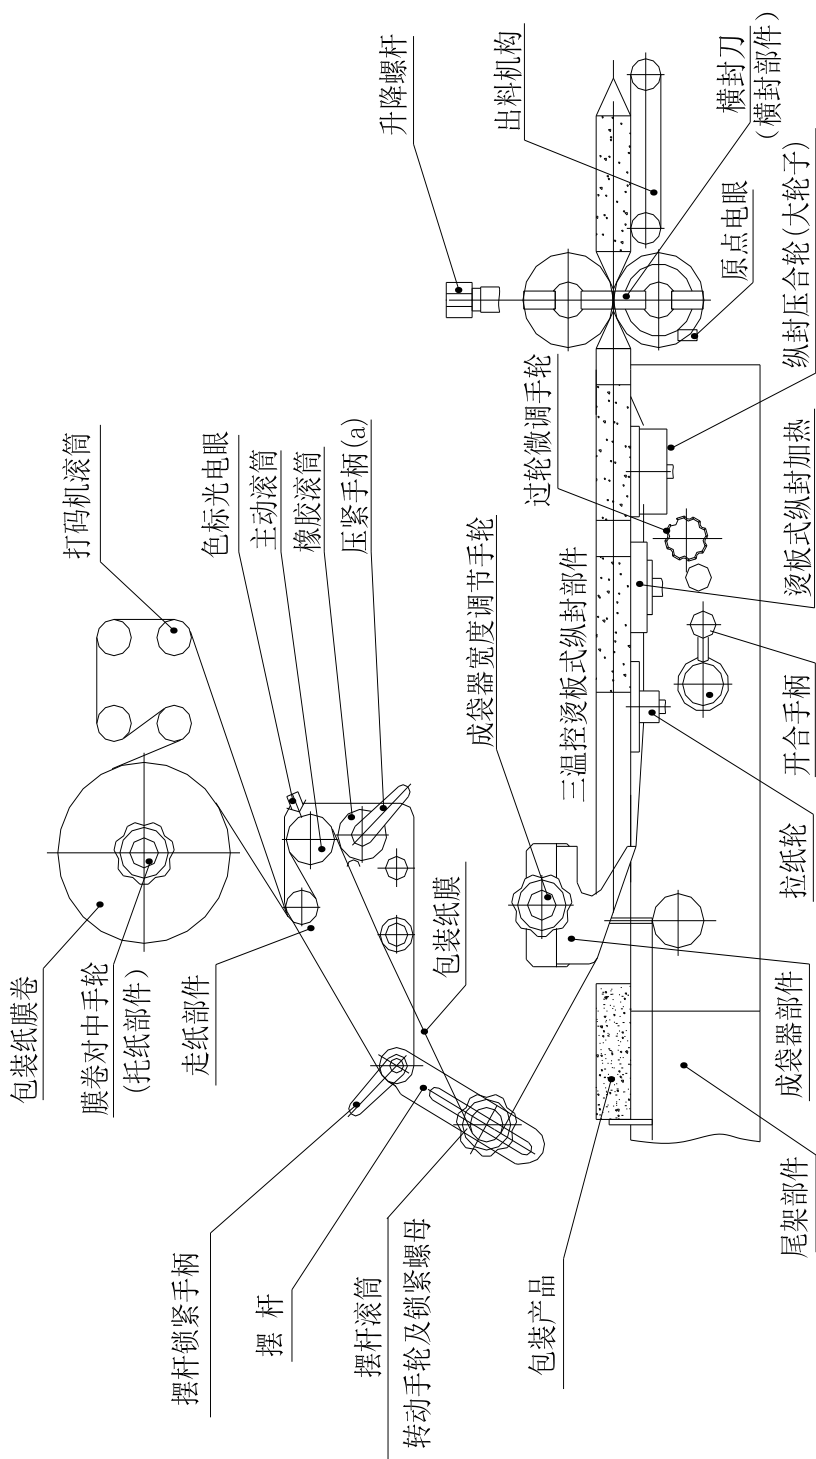 升降螺杆
出料机构
横封刀
(横封部件)
原点电眼
纵封压合轮(大轮子)
过轮微调手轮
烫板式纵封加热
打码机滚筒
色标光电眼
主动滚筒
橡胶滚筒
压紧手柄(a)
成袋器宽度调节手轮
三温控烫板式纵封部件
开合手柄
拉纸轮
包装纸膜卷
膜卷对中手轮
(托纸部件)
走纸部件
包装纸膜
成袋器部件
尾架部件
摆杆锁紧手柄
摆 杆
摆杆滚筒
转动手轮及锁紧螺母
包装产品